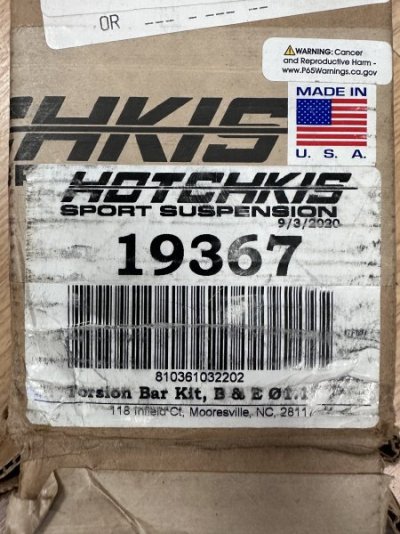 OR
WARNING: Cancer
and Reproductive Harm -
www.P65Warnings.ca.gov
MADE IN
U. S. A.
HOTCHKIS
SPORT SUSPENSION
9/3/2020
19367
810361032202
Torsion Bar Kit, B & E
118 Infield Ct, Mooresville, NC, 28117